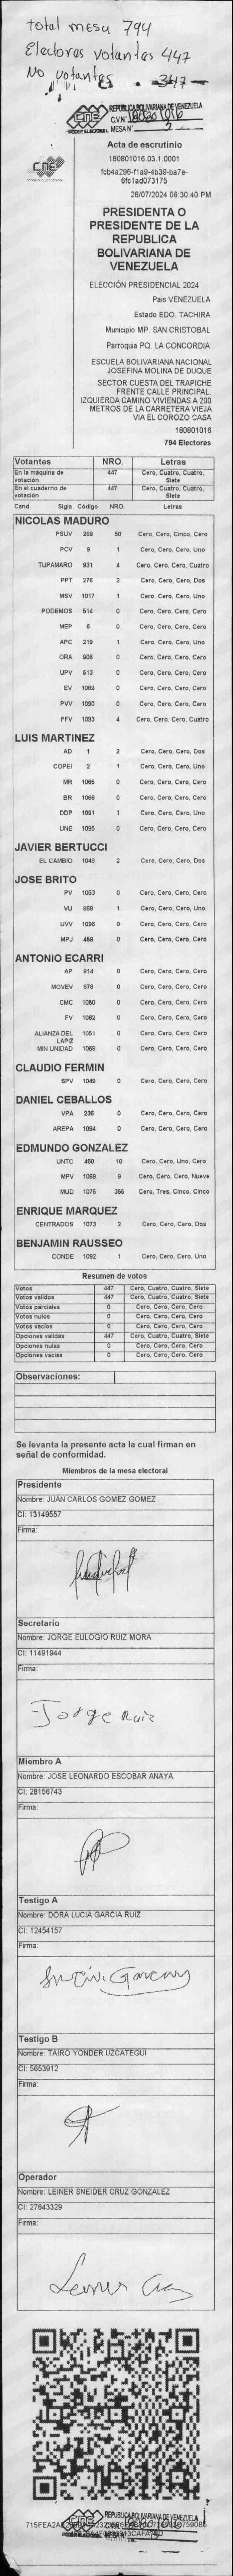 total mesa 794
Electores votantes 447
No votantes 347
REPÚBLICA BOLIVARIANA DE VENEZUELA
CNE
PODER ELECTORAL
C.V.N°
MESA N° 3
CNE
Acta de escrutinio
180801016.03.1.0001
fcb4a296-f1a9-4b39-ba7e-
6fc1ad073175
28/07/2024 06:30:40 PM
PRESIDENTA O
PRESIDENTE DE LA
REPUBLICA
BOLIVARIANA DE
VENEZUELA
ELECCIÓN PRESIDENCIAL 2024
Pais VENEZUELA
Estado EDO. TACHIRA
Municipio MP. SAN CRISTOBAL
Parroquia PQ. LA CONCORDIA
ESCUELA BOLIVARIANA NACIONAL
JOSEFINA MOLINA DE DUQUE
SECTOR CUESTA DEL TRAPICHE
FRENTE CALLE PRINCIPAL.
IZQUIERDA CAMINO VIVIENDAS A 200
METROS DE LA CARRETERA VIEJA
VIA EL COROZO CASA
180801016
794 Electores
Votantes NRO. Letras
En la máquina de votación 447 Cero, Cuatro, Cuatro, Siete
En el cuaderno de votacion 447 Cero, Cuatro, Cuatro, Siete
Cand. Sigla Código NRO. Letras
NICOLAS MADURO
PSUV 269 50 Cero, Cero, Cinco, Cero
PCV 9 1 Cero, Cero, Cero, Uno
TUPAMARO 931 4 Cero, Cero, Cero, Cuatro
PPT 276 2 Cero, Cero, Cero, Dos
MSV 1017 1 Cero, Cero, Cero, Uno
PODEMOS 514 0 Cero, Cero, Cero, Cero
MEP 6 0 Cero, Cero, Cero, Cero
APC 219 1 Cero, Cero, Cero, Uno
ORA 906 0 Cero, Cero, Cero, Cero
UPV 513 0 Cero, Cero, Cero, Cero
EV 1089 0 Cero, Cero, Cero, Cero
PVV 1090 0 Cero, Cero, Cero, Cero
PFV 1093 4 Cero, Cero, Cero, Cuatro
LUIS MARTINEZ
AD 1 2 Cero, Cero, Cero, Dos
COPEI 2 1 Cero, Cero, Cero, Uno
MR 1065 0 Cero, Cero, Cero, Cero
BR 1066 0 Cero, Cero, Cero, Cero
DDP 1091 1 Cero, Cero, Cero, Uno
UNE 1095 0 Cero, Cero, Cero, Cero
JAVIER BERTUCCI
EL CAMBIO 1048 2 Cero, Cero, Cero, Dos
JOSE BRITO
PV 1053 0 Cero, Cero, Cero, Cero
VU 868 1 Cero, Cero, Cero, Uno
UVV 1096 0 Cero, Cero, Cero, Cero
MPJ 458 0 Cero, Cero, Cero, Cero
ANTONIO ECARRI
AP 814 0 Cero, Cero, Cero, Cero
MOVEV 979 0 Cero, Cero, Cero, Cero
CMC 1050 0 Cero, Cero, Cero, Cero
FV 1062 0 Cero, Cero, Cero, Cero
ALIANZA DEL LAPIZ 1051 0 Cero, Cero, Cero, Cero
MIN UNIDAD 1068 0 Cero, Cero, Cero, Cero
CLAUDIO FERMIN
SPV 1049 0 Cero, Cero, Cero, Cero
DANIEL CEBALLOS
VPA 236 0 Cero, Cero, Cero, Cero
AREPA 1094 0 Cero, Cero, Cero, Cero
EDMUNDO GONZALEZ
UNTC 460 10 Cero, Cero, Uno, Cero
MPV 1069 9 Cero, Cero, Cero, Nueve
MUD 1075 355 Cero, Tres, Cinco, Cinco
ENRIQUE MARQUEZ
CENTRADOS 1073 2 Cero, Cero, Cero, Dos
BENJAMIN RAUSSEO
CONDE 1092 1 Cero, Cero, Cero, Uno
Resumen de votos
Votos 447 Cero, Cuatro, Cuatro, Siete
Votos validos 447 Cero, Cuatro, Cuatro, Siete
Votos parciales 0 Cero, Cero, Cero, Cero
Votos nulos 0 Cero, Cero, Cero, Cero
Votos vacios 0 Cero, Cero, Cero, Cero
Opciones validas 447 Cero, Cuatro, Cuatro, Siete
Opciones nulas 0 Cero, Cero, Cero, Cero
Opciones vacias 0 Cero, Cero, Cero, Cero
Observaciones:
Se levanta la presente acta la cual firman en
señal de conformidad.
Miembros de la mesa electoral
Presidente
Nombre: JUAN CARLOS GOMEZ GOMEZ
CI: 13149557
Firma:
Secretario
Nombre: JORGE EULOGIO RUIZ MORA
CI: 11491944
Firma:
Jorge Ruiz
Miembro A
Nombre: JOSE LEONARDO ESCOBAR ANAYA
CI: 28156743
Firma:
Testigo A
Nombre: DORA LUCIA GARCIA RUIZ
CI: 12454157
Firma:
Testigo B
Nombre: TAIRO YONDER UZCATEGUI
CI: 5653912
Firma:
Operador
Nombre: LEINER SNEIDER CRUZ GONZALEZ
CI: 27643329
Firma:
REPÚBLICA BOLIVARIANA DE VENEZUELA